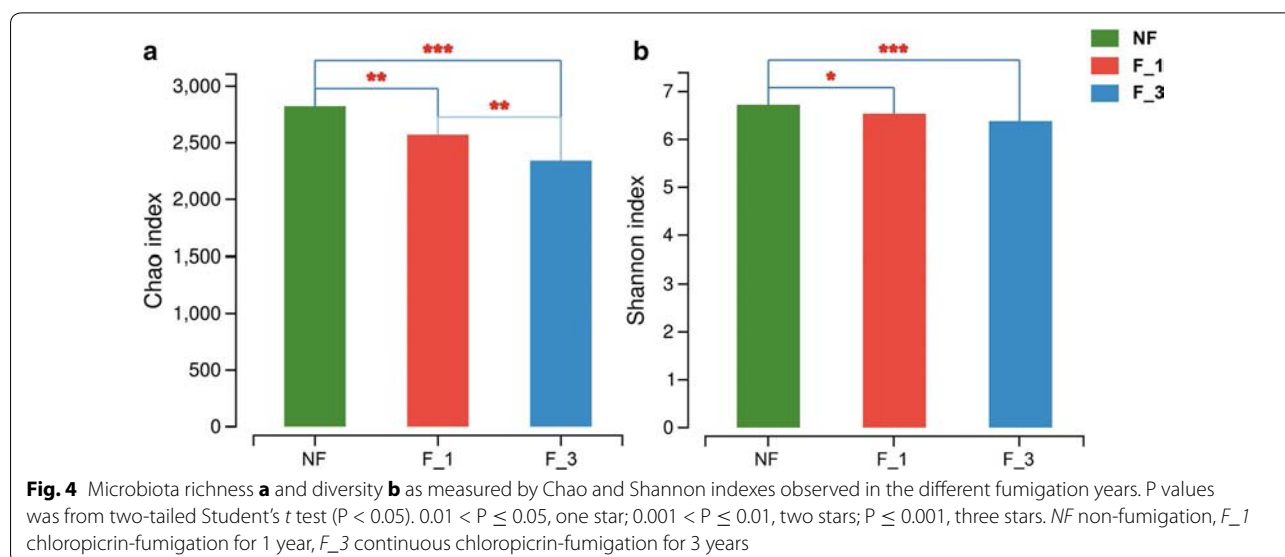 a
***
**
**
3,000
2,500
2,000
1,500
1,000
500
0
Chao index
NF
F_1
F_3
b
***
*
7
6
5
4
3
2
1
0
Shannon index
NF
F_1
F_3
NF
F_1
F_3
Fig. 4 Microbiota richness a and diversity b as measured by Chao and Shannon indexes observed in the different fumigation years. P values
was from two-tailed Student’s t test (P < 0.05). 0.01 < P ≤ 0.05, one star; 0.001 < P ≤ 0.01, two stars; P ≤ 0.001, three stars. NF non-fumigation, F_1
chloropicrin-fumigation for 1 year, F_3 continuous chloropicrin-fumigation for 3 years